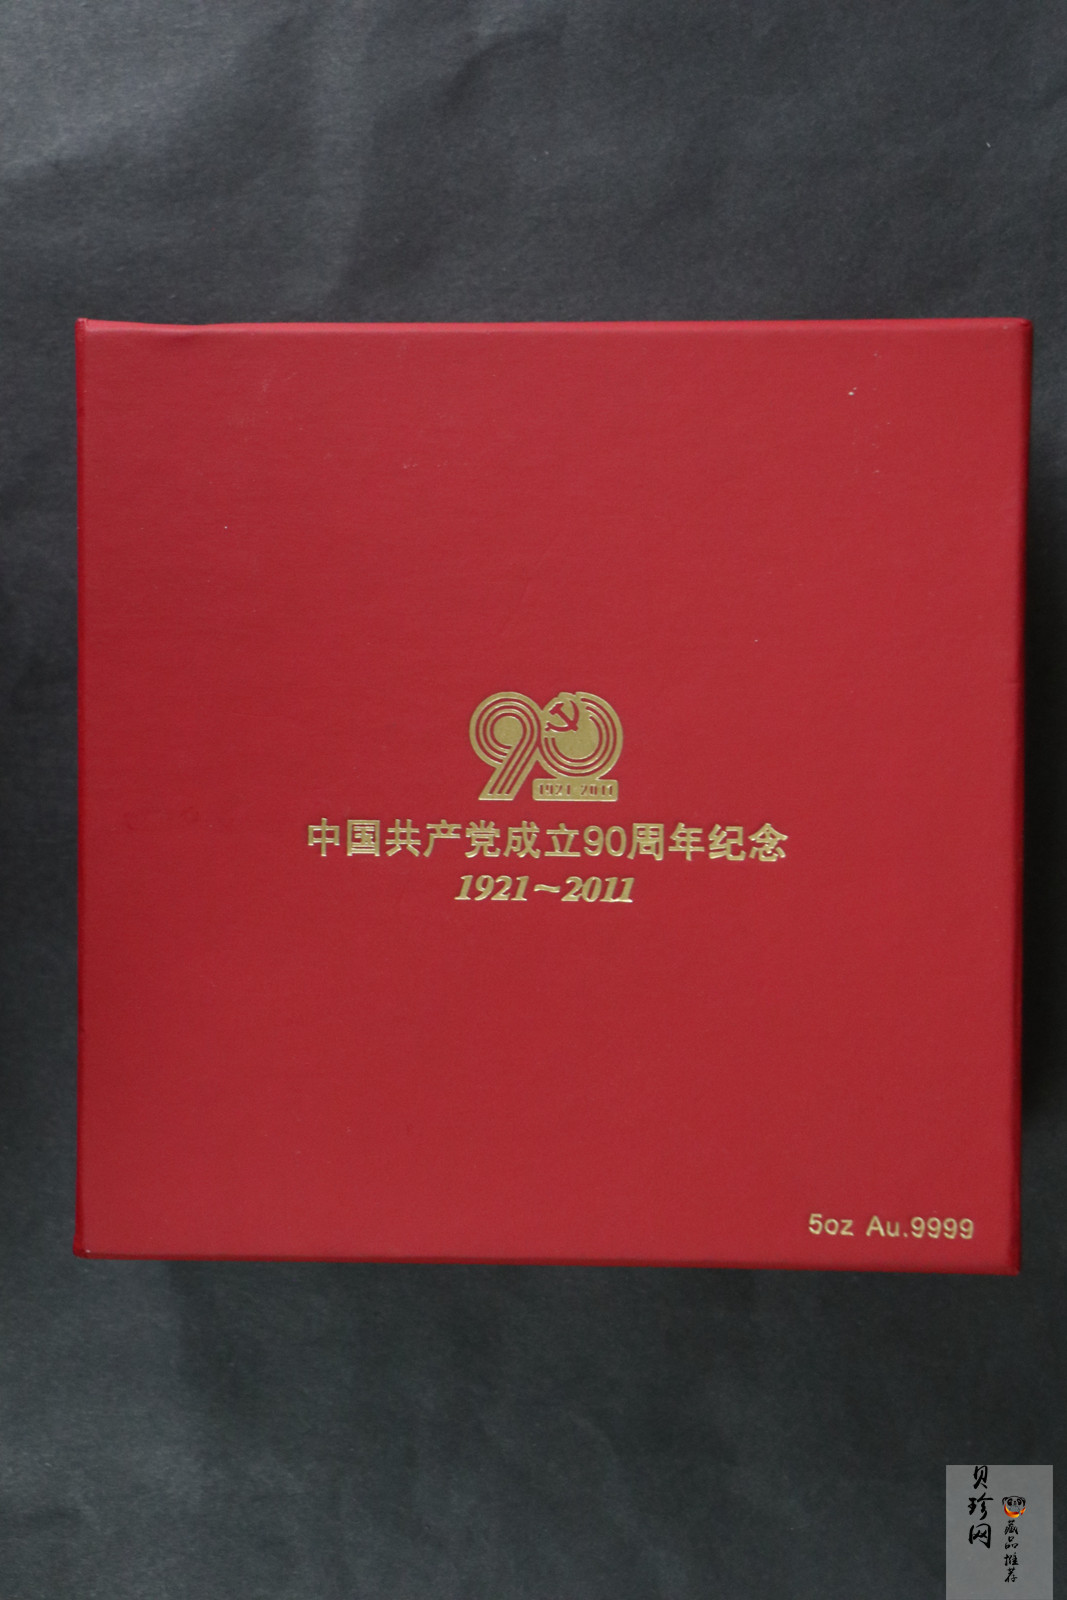 90
1921-2011
中国共产党成立90周年纪念
1921~2011
5oz Au.9999
贝珍网
藏品推荐